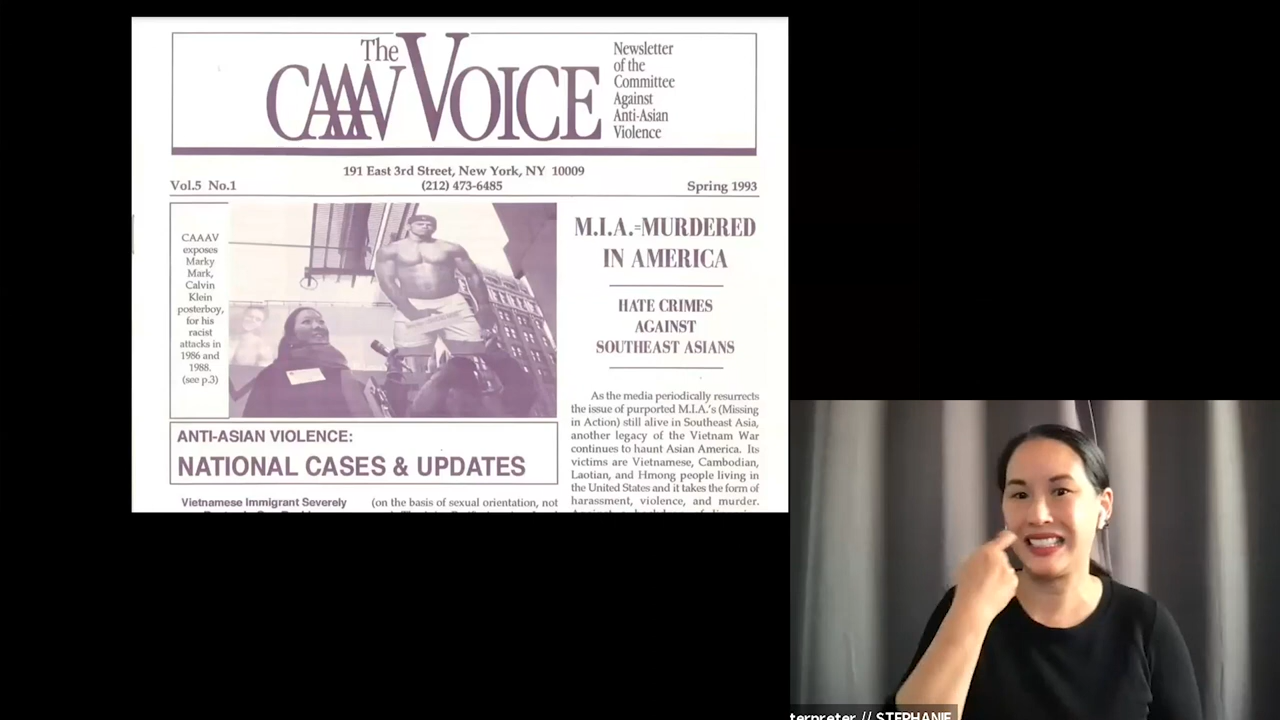 The
CAAAV VOICE
Newsletter
of the
Committee
Against
Anti-Asian
Violence
191 East 3rd Street, New York, NY 10009
Vol.5 No.1
(212) 473-6485
Spring 1993
CAAAV
exposes
Marky
Mark,
Calvin
Klein
posterboy,
for his
racist
attacks in
1986 and
1988.
(see p.3)
ANTI-ASIAN VIOLENCE:
NATIONAL CASES & UPDATES
Vietnamese Immigrant Severely
(on the basis of sexual orientation, not
M.I.A.=MURDERED
IN AMERICA
HATE CRIMES
AGAINST
SOUTHEAST ASIANS
As the media periodically resurrects
the issue of purported M.I.A.'s (Missing
in Action) still alive in Southeast Asia,
another legacy of the Vietnam War
continues to haunt Asian America. Its
victims are Vietnamese, Cambodian,
Laotian, and Hmong people living in
the United States and it takes the form of
harassment, violence, and murder.
terpreter // STEPHANIE